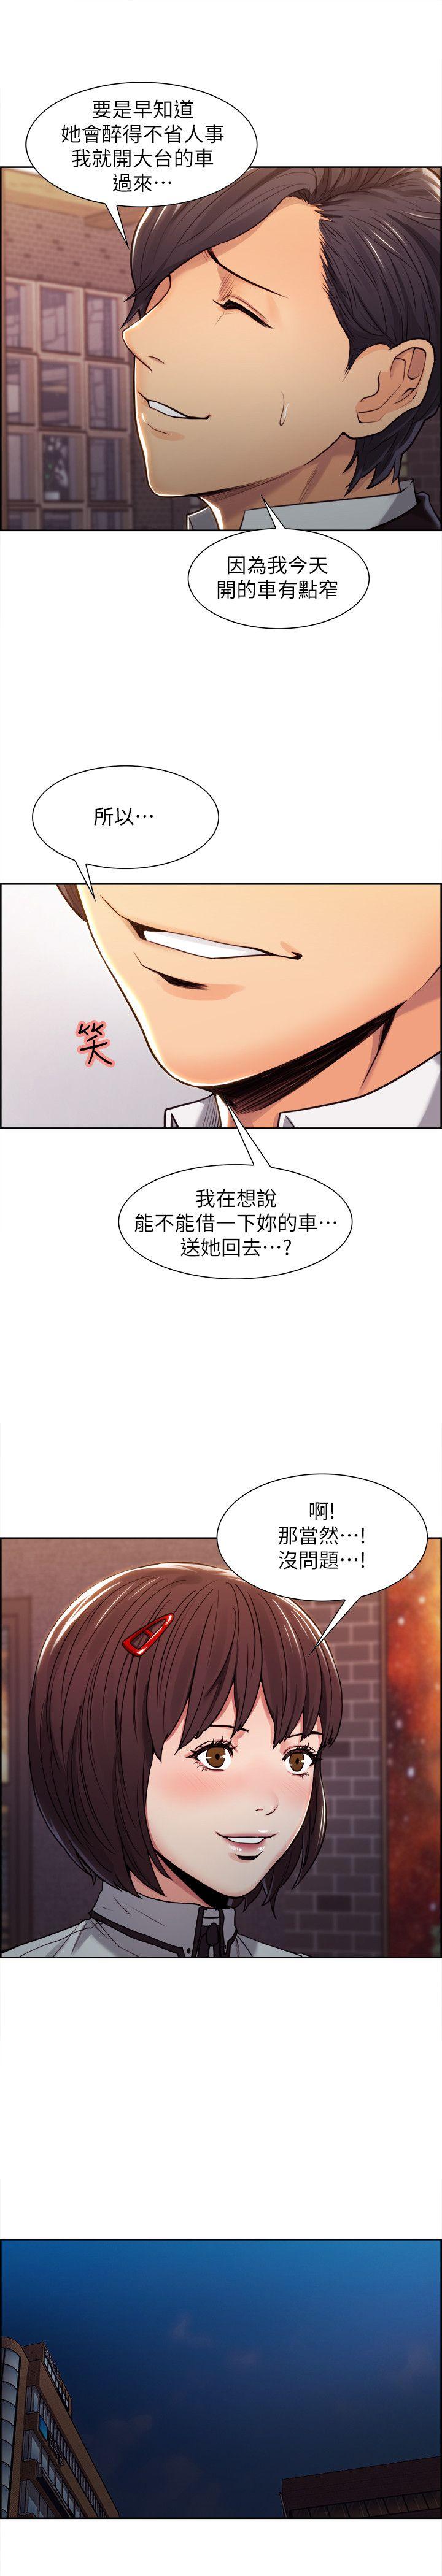 要是早知道
她會醉得不省人事
我就開大台的車
過來⋯
因為我今天
開的車有點窄
所以⋯
笑
我在想說
能不能借一下妳的車⋯
送她回去⋯?
啊!
那當然⋯!
沒問題⋯!